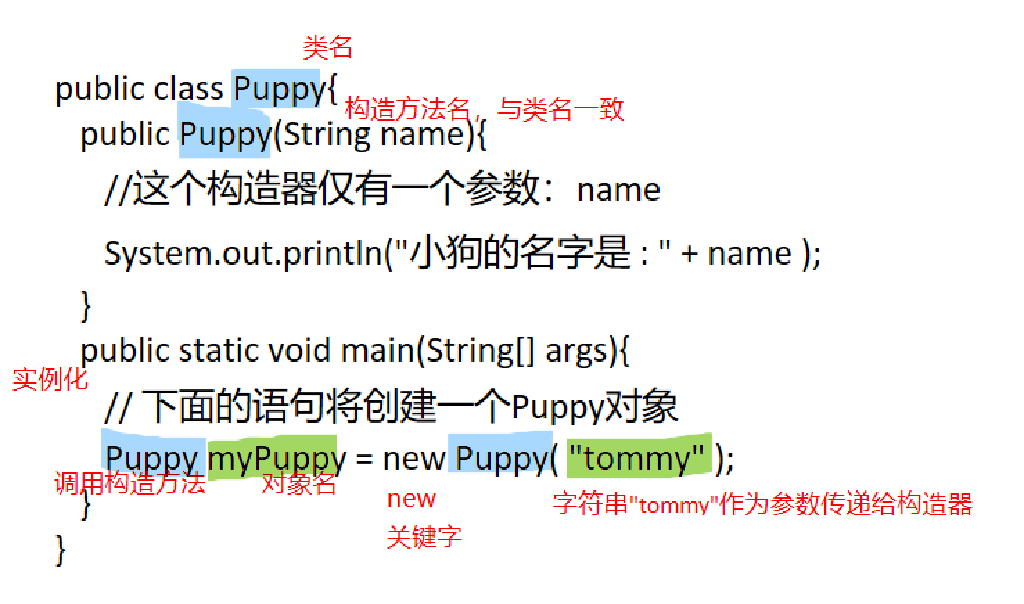 类名
public class Puppy{
构造方法名，与类名一致
public Puppy(String name){
//这个构造器仅有一个参数：name
System.out.println("小狗的名字是 : " + name );
}
public static void main(String[] args){
实例化
// 下面的语句将创建一个Puppy对象
Puppy myPuppy = new Puppy( "tommy" );
调用构造方法 对象名
}
new
关键字
字符串"tommy"作为参数传递给构造器
}